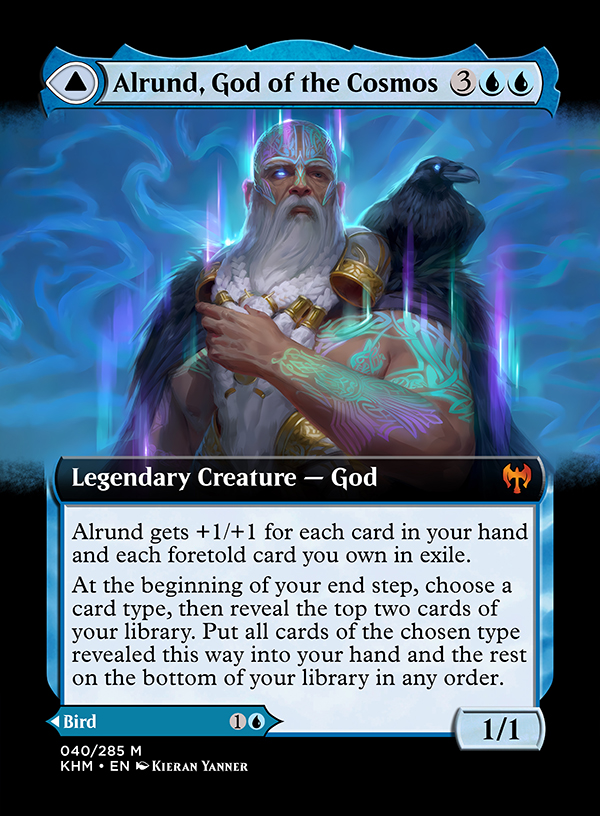 Alrund, God of the Cosmos 3
Legendary Creature — God
Alrund gets +1/+1 for each card in your hand
and each foretold card you own in exile.
At the beginning of your end step, choose a
card type, then reveal the top two cards of
your library. Put all cards of the chosen type
revealed this way into your hand and the rest
on the bottom of your library in any order.
Bird 1
1/1
040/285 M
KHM • EN Kieran Yanner